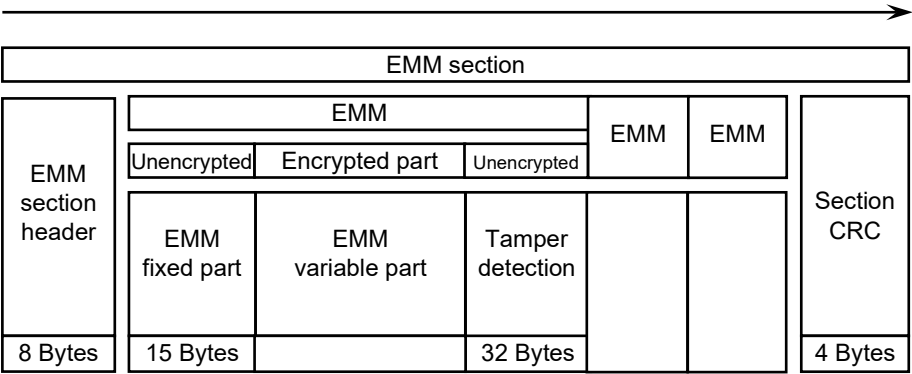 EMM section
EMM
section
header
EMM
EMM
EMM
Unencrypted
Encrypted part
Unencrypted
EMM
fixed part
EMM
variable part
Tamper
detection
Section
CRC
8 Bytes
15 Bytes
32 Bytes
4 Bytes